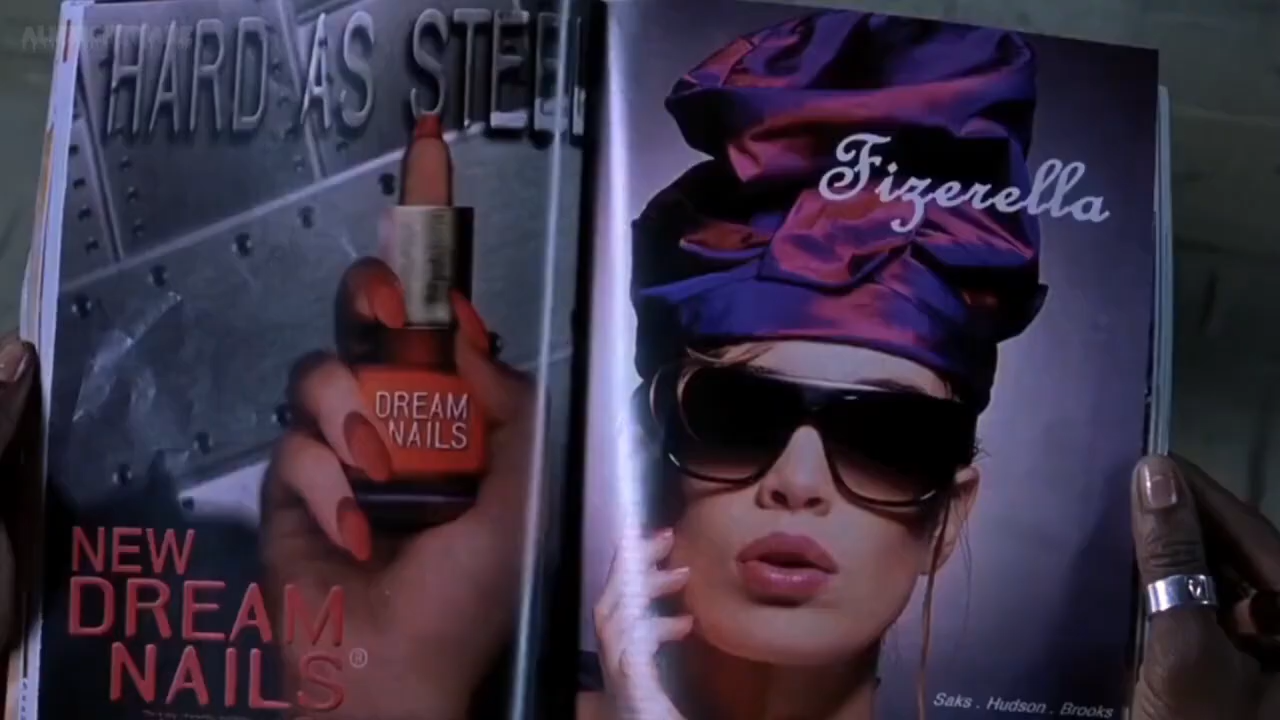 HARD AS STEEL
DREAM
NAILS
NEW
DREAM
NAILS®
Fizerella
Saks . Hudson . Brooks